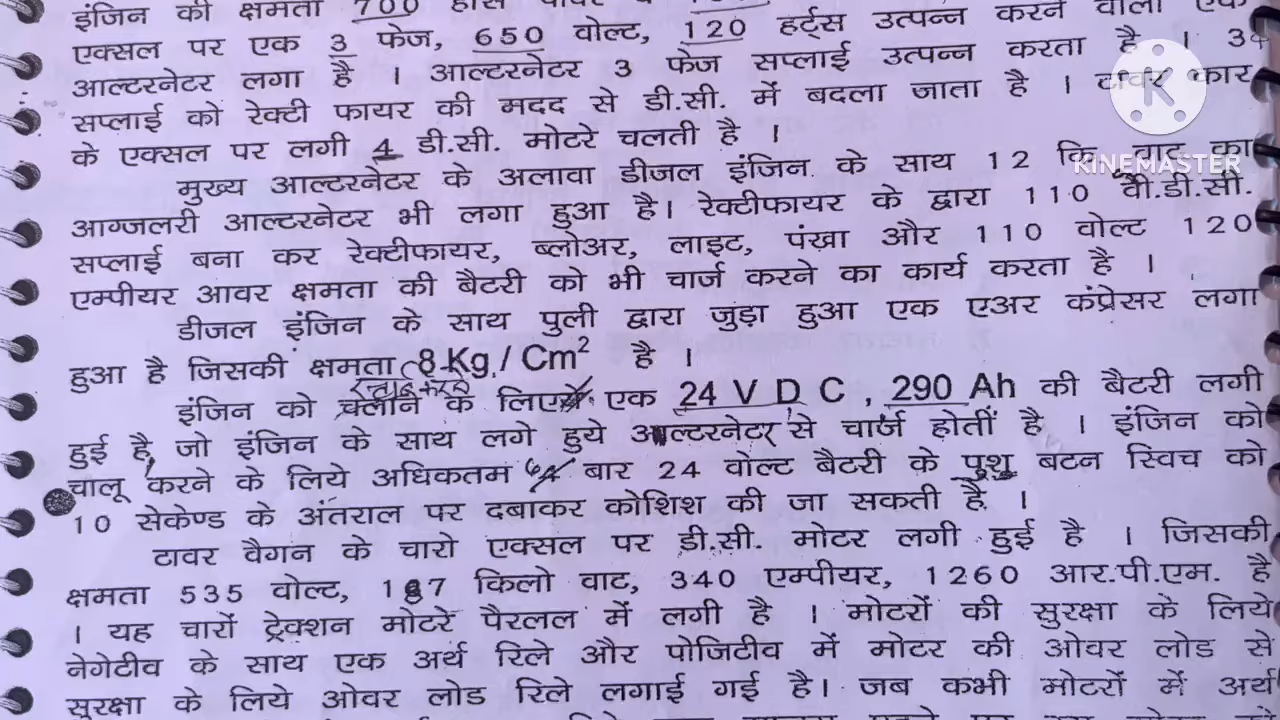 इंजिन की क्षमता 700
एक्सल पर एक 3 फेज, 650 वोल्ट, 120 हर्ट्स उत्पन्न करने वाला एक
आल्टरनेटर लगा है । आल्टरनेटर 3 फेज सप्लाई उत्पन्न करता है ।
सप्लाई को रेक्टी फायर की मदद से डी.सी. में बदला जाता है । टावर कार
के एक्सल पर लगी 4 डी.सी. मोटरे चलती है ।
मुख्य आल्टरनेटर के अलावा डीजल इंजिन के साथ 12 कि वाट का
आग्जलरी आल्टरनेटर भी लगा हुआ है। रेक्टीफायर के द्वारा 110 वी.डी.सी.
सप्लाई बना कर रेक्टीफायर, ब्लोअर, लाइट, पंखा और 110 वोल्ट 120
एम्पीयर आवर क्षमता की बैटरी को भी चार्ज करने का कार्य करता है ।
डीजल इंजिन के साथ पुली द्वारा जुड़ा हुआ एक एअर कंप्रेसर लगा
हुआ है जिसकी क्षमता 8 Kg / Cm² है ।
इंजिन को चलाने के लिए एक 24 V D C , 290 Ah की बैटरी लगी
हुई है, जो इंजिन के साथ लगे हुये आल्टरनेटर से चार्ज होतीं है । इंजिन को
चालू करने के लिये अधिकतम बार 24 वोल्ट बैटरी के पुश बटन स्विच को
10 सेकेण्ड के अंतराल पर दबाकर कोशिश की जा सकती है ।
टावर वैगन के चारो एक्सल पर डी.सी. मोटर लगी हुई है । जिसकी
क्षमता 535 वोल्ट, 187 किलो वाट, 340 एम्पीयर, 1260 आर.पी.एम. है
। यह चारों ट्रेक्शन मोटरे पैरलल में लगी है । मोटरों की सुरक्षा के लिये
नेगेटीव के साथ एक अर्थ रिले और पोजिटीव में मोटर की ओवर लोड से
सुरक्षा के लिये ओवर लोड रिले लगाई गई है। जब कभी मोटरों में अर्थ
KINEMASTER